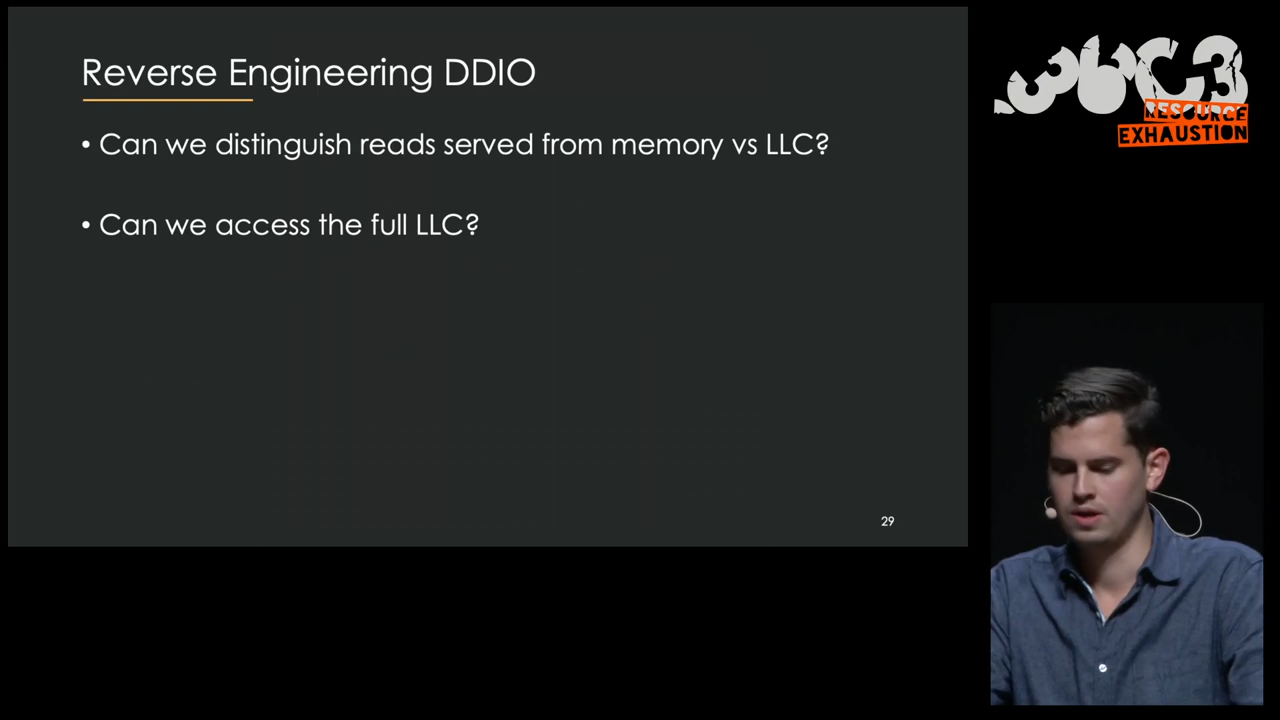 Reverse Engineering DDIO
• Can we distinguish reads served from memory vs LLC?
• Can we access the full LLC?
29
36C3
RESOURCE
EXHAUSTION